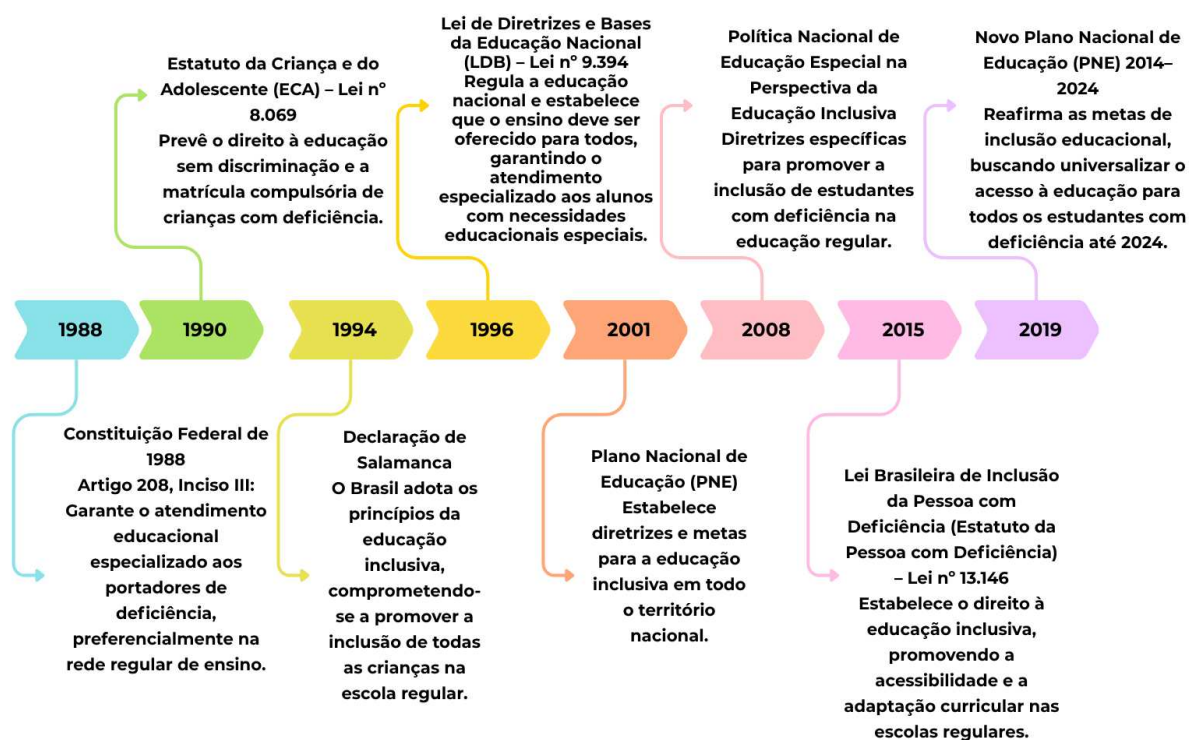 Estatuto da Criança e do
Adolescente (ECA) – Lei nº
8.069
Prevê o direito à educação
sem discriminação e a
matrícula compulsória de
crianças com deficiência.
Lei de Diretrizes e Bases
da Educação Nacional
(LDB) – Lei nº 9.394
Regula a educação
nacional e estabelece
que o ensino deve ser
oferecido para todos,
garantindo o
atendimento
especializado aos alunos
com necessidades
educacionais especiais.
Política Nacional de
Educação Especial na
Perspectiva da
Educação Inclusiva
Diretrizes específicas
para promover a
inclusão de estudantes
com deficiência na
educação regular.
Novo Plano Nacional de
Educação (PNE) 2014–
2024
Reafirma as metas de
inclusão educacional,
buscando universalizar o
acesso à educação para
todos os estudantes com
deficiência até 2024.
1988
1990
1994
1996
2001
2008
2015
2019
Constituição Federal de
1988
Artigo 208, Inciso III:
Garante o atendimento
educacional
especializado aos
portadores de
deficiência,
preferencialmente na
rede regular de ensino.
Declaração de
Salamanca
O Brasil adota os
princípios da
educação
inclusiva,
comprometendo-
se a promover a
inclusão de todas
as crianças na
escola regular.
Plano Nacional de
Educação (PNE)
Estabelece
diretrizes e metas
para a educação
inclusiva em todo
o território
nacional.
Lei Brasileira de Inclusão
da Pessoa com
Deficiência (Estatuto da
Pessoa com Deficiência)
– Lei nº 13.146
Estabelece o direito à
educação inclusiva,
promovendo a
acessibilidade e a
adaptação curricular nas
escolas regulares.